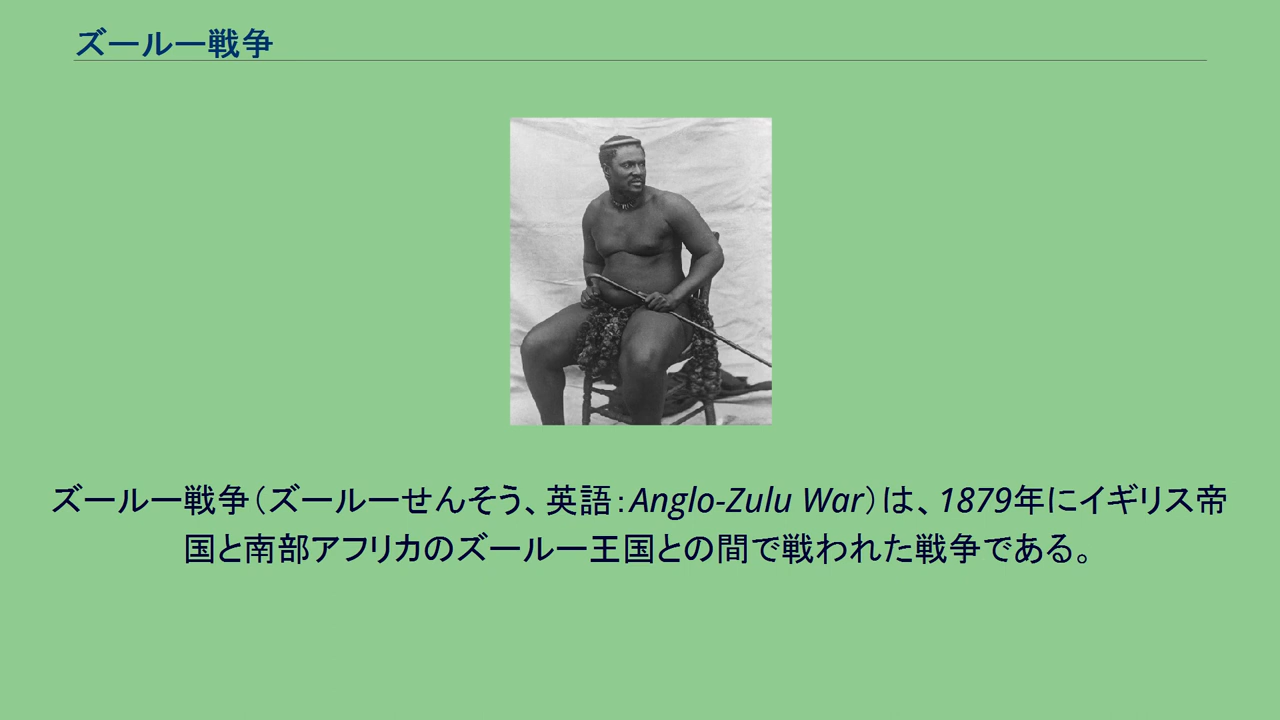 ズールー戦争
ズールー戦争（ズールーせんそう、英語：Anglo-Zulu War）は、1879年にイギリス帝
国と南部アフリカのズールー王国との間で戦われた戦争である。